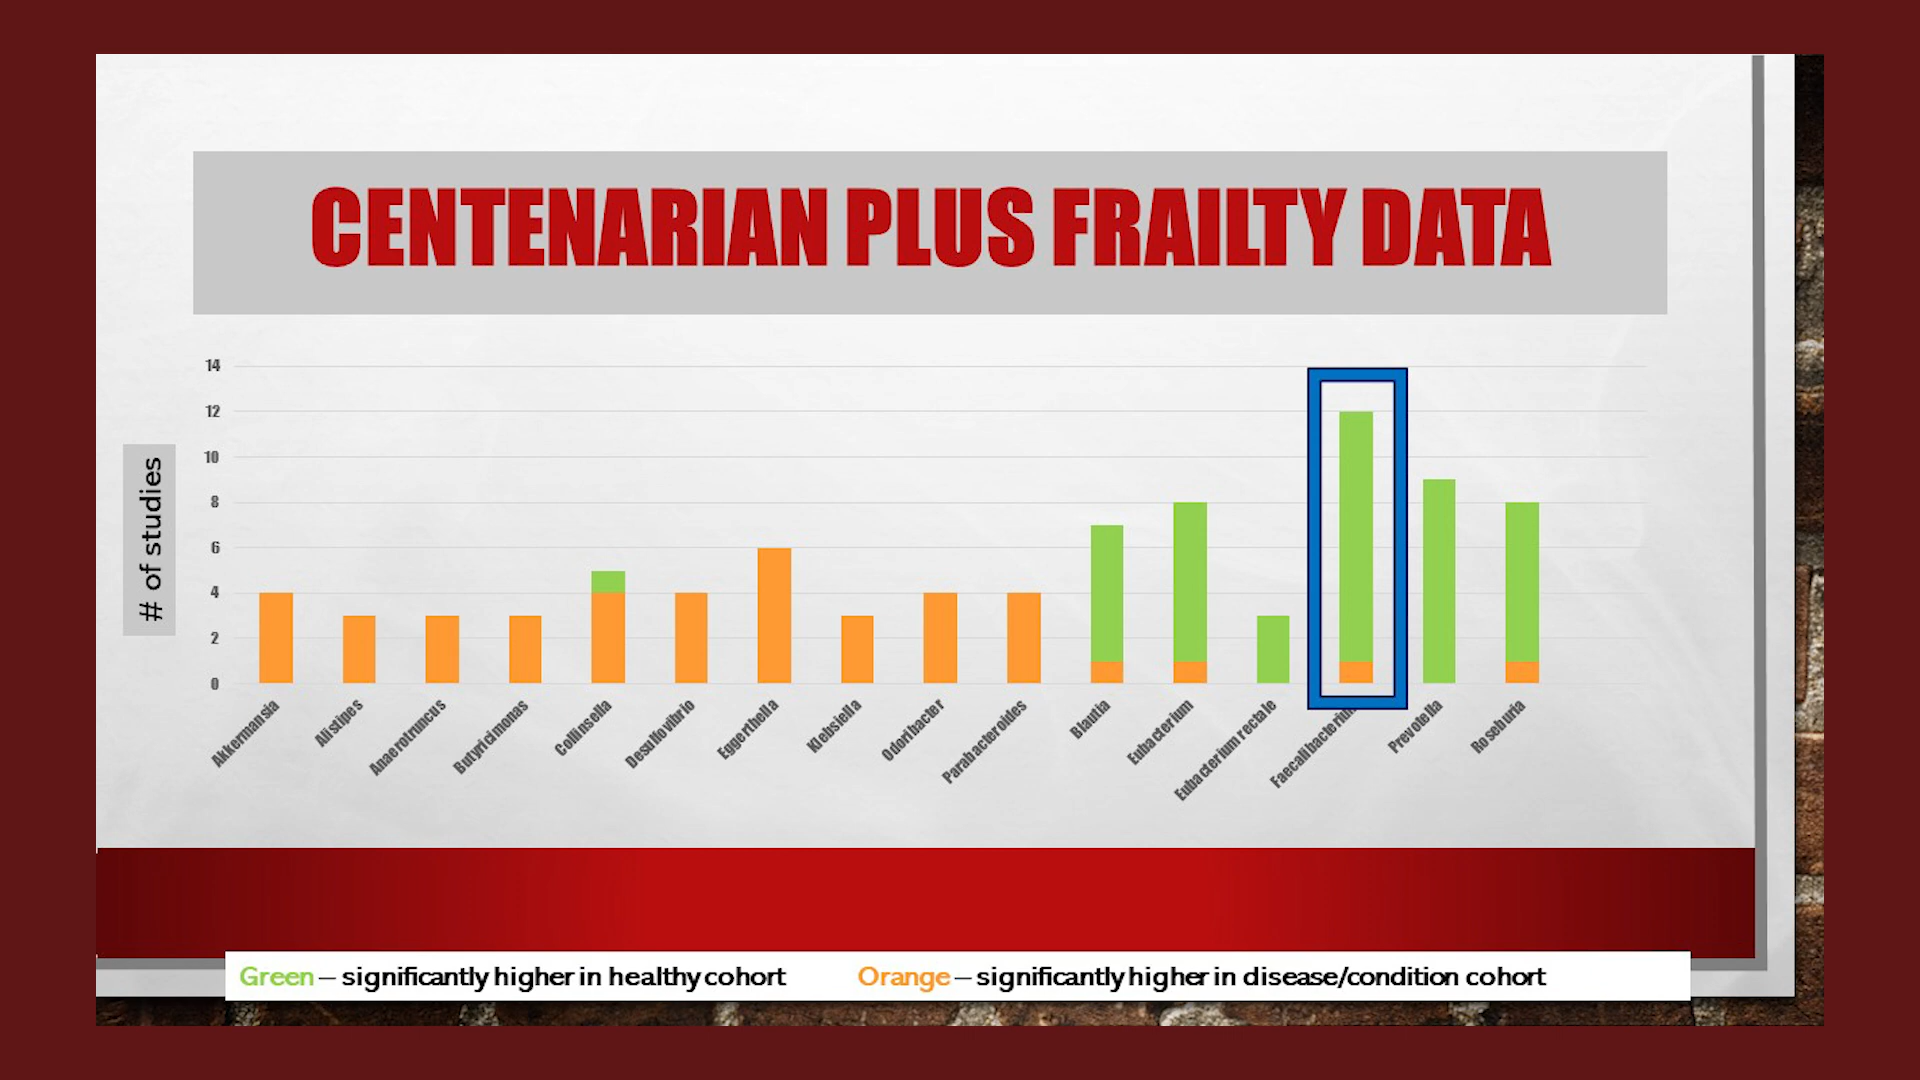 CENTENARIAN PLUS FRAILTY DATA
14
12
10
8
6
4
2
0
# of studies
Akkermansia
Alistipes
Anaerotruncus
Butyricimonas
Collinsella
Desulfovibrio
Eggerthella
Klebsiella
Odoribacter
Parabacteroides
Blautia
Eubacterium
Eubacterium rectale
Faecalibacterium
Prevotella
Roseburia
Green – significantly higher in healthy cohort
Orange – significantly higher in disease/condition cohort